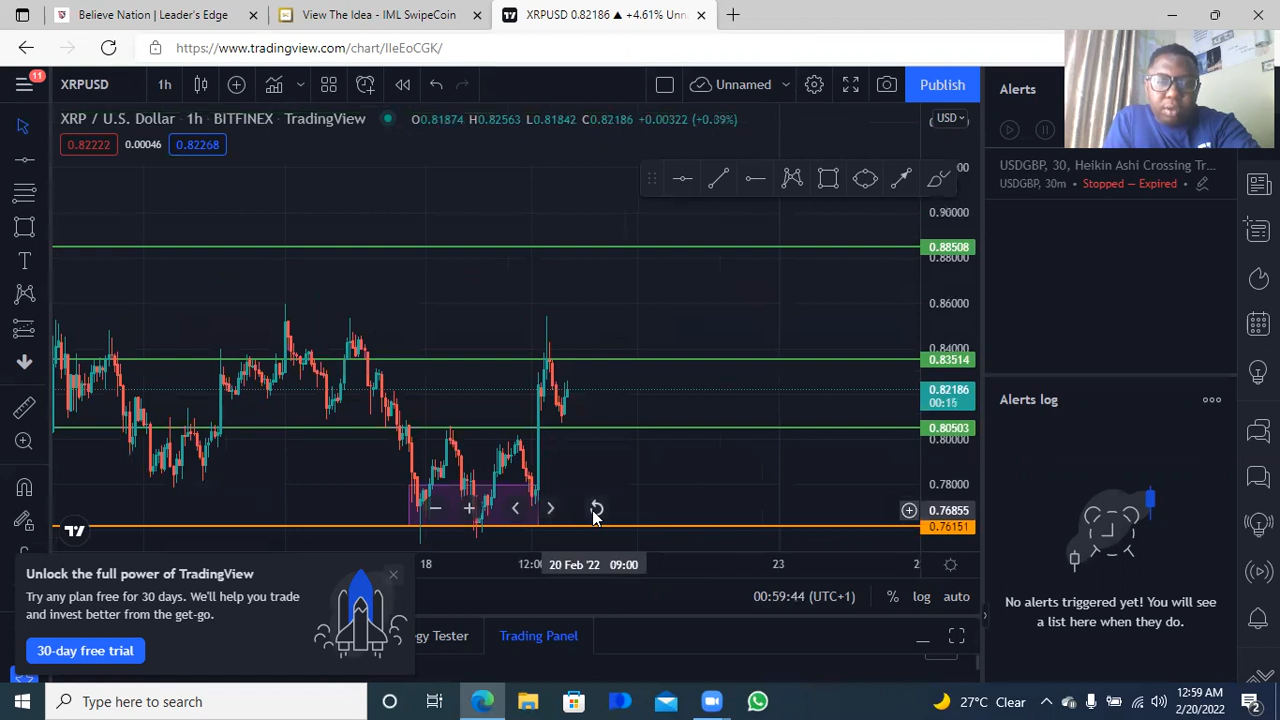 Believe Nation | Leader's Edge
View The Idea - IML SwipeCoin
XRPUSD 0.82186 ▲ +4.61% Unn
https://www.tradingview.com/chart/IIeEoCGK/
11
XRPUSD
1h
Unnamed
Publish
Alerts
XRP / U.S. Dollar · 1h · BITFINEX · TradingView
O0.81874 H0.82563 L0.81842 C0.82186 +0.00322 (+0.39%)
USD
0.82222
0.00046
0.82268
USDGBP, 30, Heikin Ashi Crossing Tr...
USDGBP, 30m • Stopped — Expired •
0.90000
0.88508
0.88000
0.86000
0.84000
0.83514
0.82186
00:15
0.80503
0.80000
0.78000
0.76855
0.76151
Alerts log
No alerts triggered yet! You will see
a list here when they do.
18
12:00
20 Feb '22 09:00
23
2
Unlock the full power of TradingView
Try any plan free for 30 days. We'll help you trade
and invest better from the get-go.
30-day free trial
00:59:44 (UTC+1)
%
log
auto
gy Tester
Trading Panel
Type here to search
27°C Clear
12:59 AM
2/20/2022
2